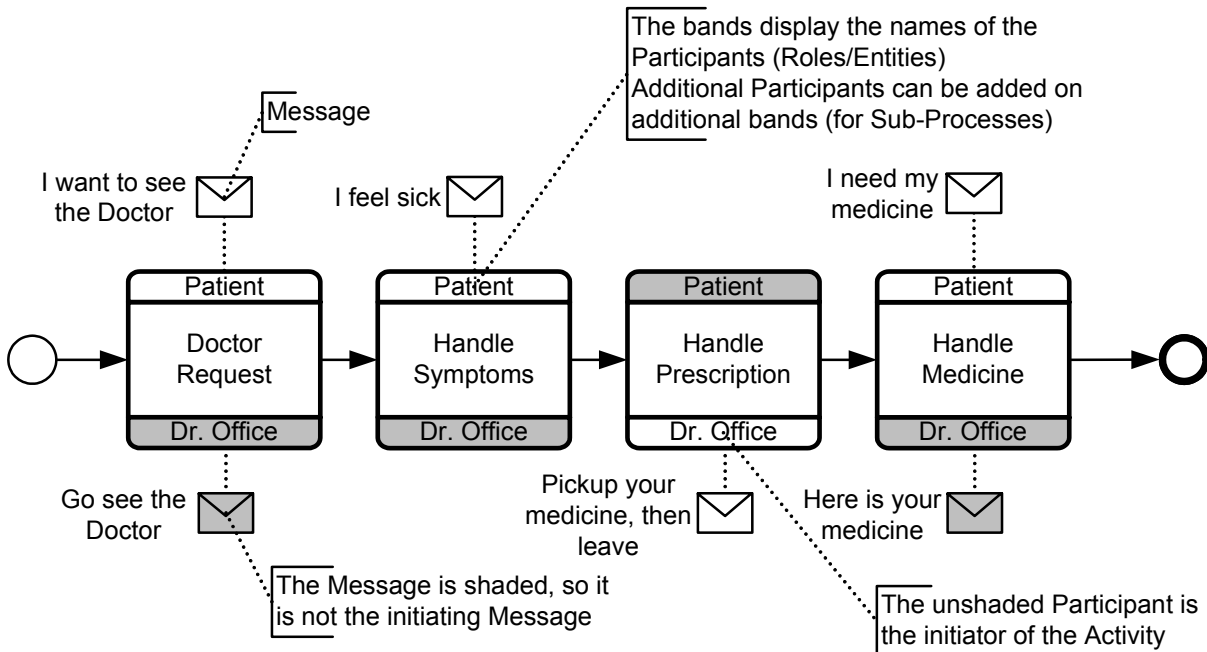 The bands display the names of the
Participants (Roles/Entities)
Additional Participants can be added on
additional bands (for Sub-Processes)
Message
I want to see
the Doctor
I feel sick
I need my
medicine
Patient
Doctor
Request
Dr. Office
Patient
Handle
Symptoms
Dr. Office
Patient
Handle
Prescription
Dr. Office
Patient
Handle
Medicine
Dr. Office
Go see the
Doctor
Pickup your
medicine, then
leave
Here is your
medicine
The Message is shaded, so it
is not the initiating Message
The unshaded Participant is
the initiator of the Activity